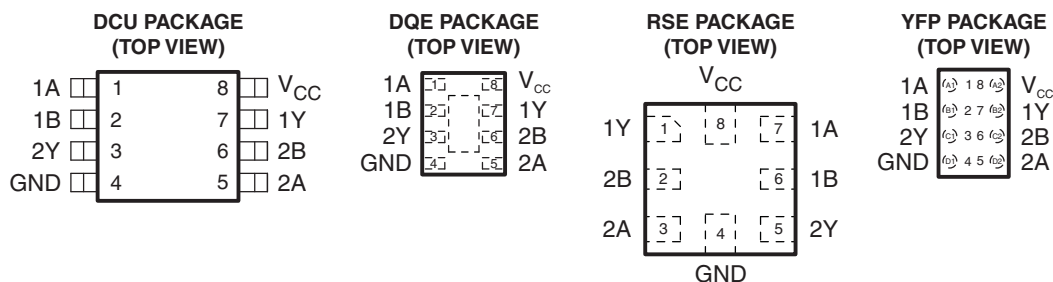 DCU PACKAGE
(TOP VIEW)
1A 1 8 VCC
1B 2 7 1Y
2Y 3 6 2B
GND 4 5 2A
DQE PACKAGE
(TOP VIEW)
1A 1 8 VCC
1B 2 7 1Y
2Y 3 6 2B
GND 4 5 2A
RSE PACKAGE
(TOP VIEW)
VCC
1Y 1 8 7 1A
2B 2 6 1B
2A 3 4 5 2Y
GND
YFP PACKAGE
(TOP VIEW)
1A A1 1 8 A2 VCC
1B B1 2 7 B2 1Y
2Y C1 3 6 C2 2B
GND D1 4 5 D2 2A